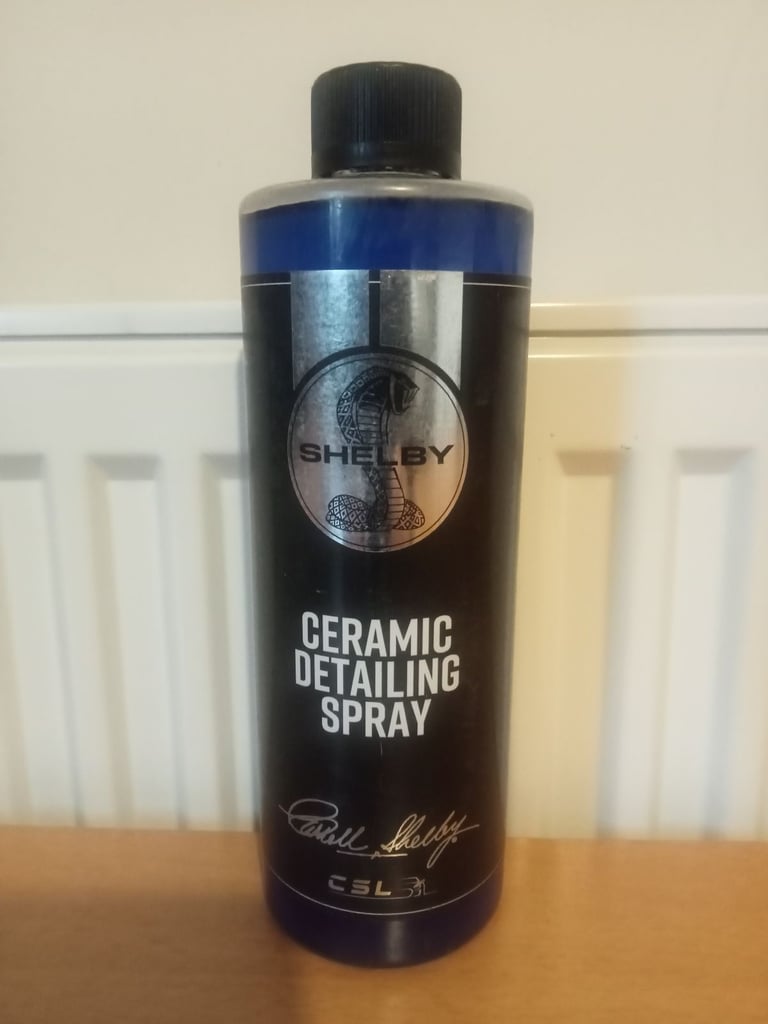 SHELBY
CERAMIC
DETAILING
SPRAY
Carroll Shelby
CSL